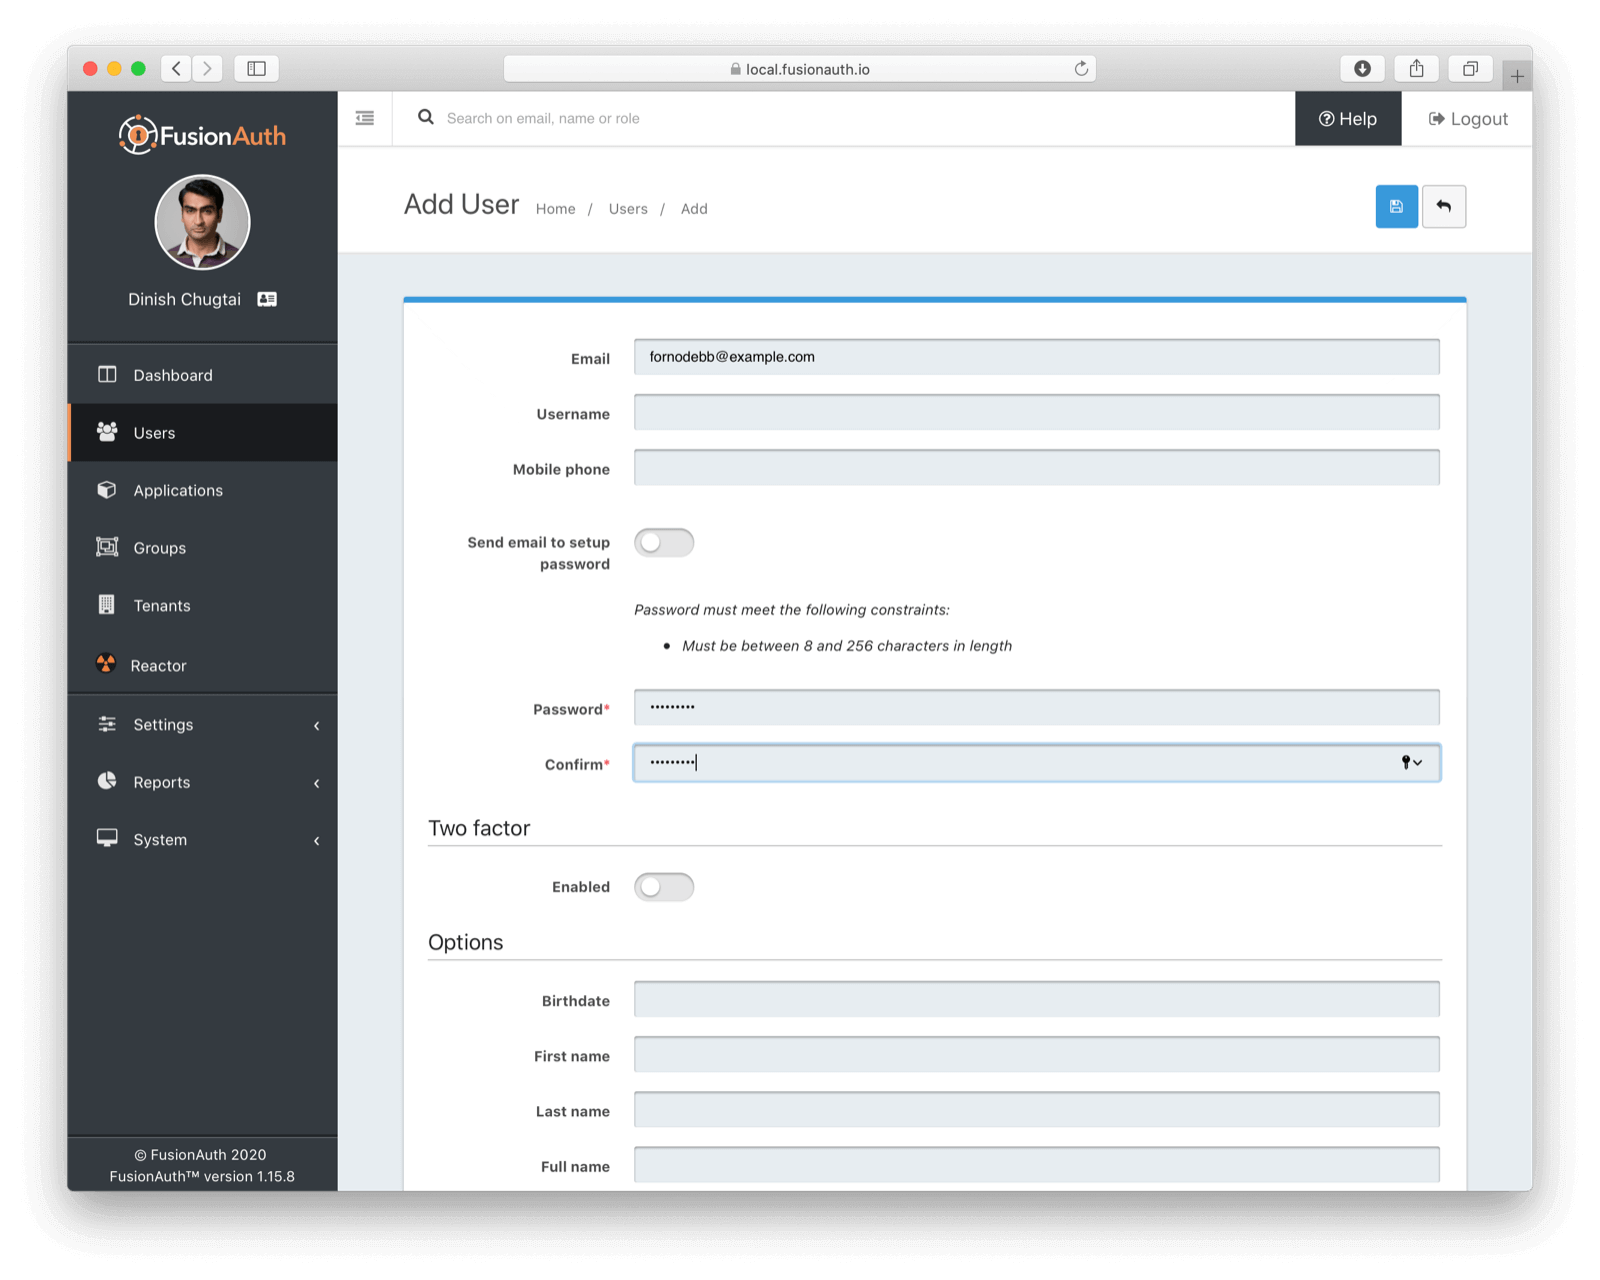 local.fusionauth.io
FusionAuth
Search on email, name or role
Help
Logout
Dinish Chugtai
Dashboard
Users
Applications
Groups
Tenants
Reactor
Settings
Reports
System
© FusionAuth 2020
FusionAuth™ version 1.15.8
Add User
Home / Users / Add
Email
fornodebb@example.com
Username
Mobile phone
Send email to setup
password
Password must meet the following constraints:
• Must be between 8 and 256 characters in length
Password*
•••••••••
Confirm*
•••••••••
Two factor
Enabled
Options
Birthdate
First name
Last name
Full name